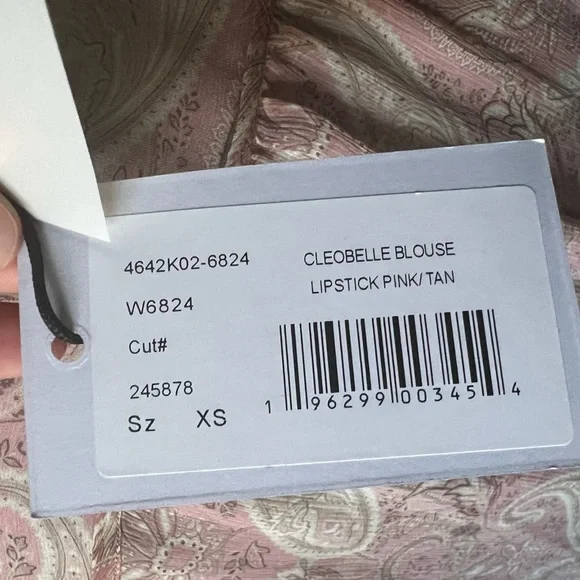 4642K02-6824
CLEOBELLE BLOUSE
LIPSTICK PINK/ TAN
W6824
Cut#
245878
Sz XS
1 96299 00345 4